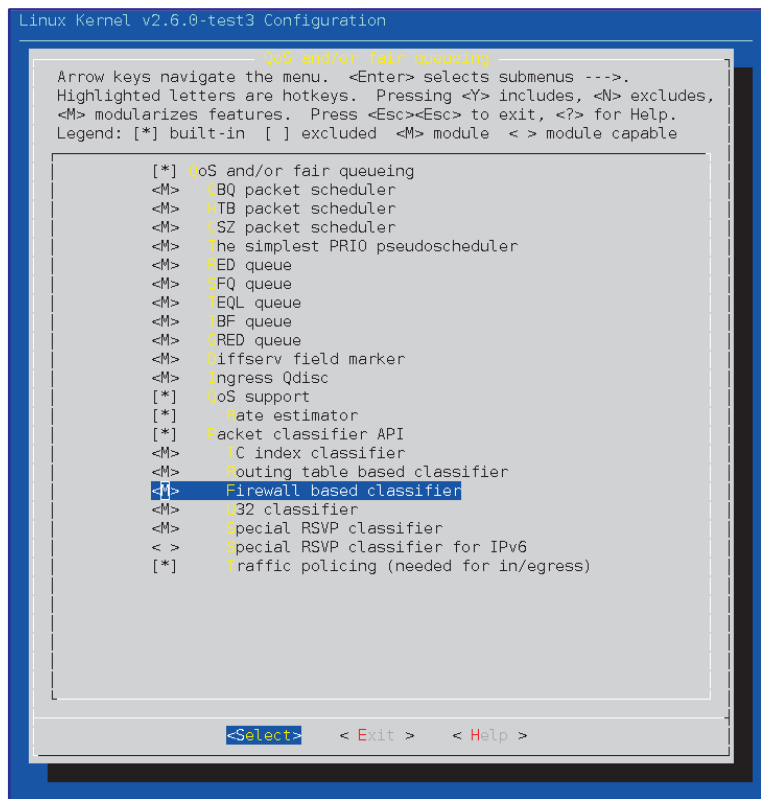 Linux Kernel v2.6.0-test3 Configuration
QoS and/or fair queueing
Arrow keys navigate the menu. <Enter> selects submenus --->.
Highlighted letters are hotkeys. Pressing <Y> includes, <N> excludes,
<M> modularizes features. Press <Esc><Esc> to exit, <?> for Help.
Legend: [*] built-in [ ] excluded <M> module < > module capable
[*] QoS and/or fair queueing
<M> CBQ packet scheduler
<M> HTB packet scheduler
<M> CSZ packet scheduler
<M> The simplest PRIO pseudoscheduler
<M> RED queue
<M> SFQ queue
<M> TEQL queue
<M> TBF queue
<M> GRED queue
<M> Diffserv field marker
<M> Ingress Qdisc
[*] QoS support
[*] Rate estimator
[*] Packet classifier API
<M> TC index classifier
<M> Routing table based classifier
<M> Firewall based classifier
<M> U32 classifier
<M> Special RSVP classifier
< > Special RSVP classifier for IPv6
[*] Traffic policing (needed for in/egress)
<Select> < Exit > < Help >